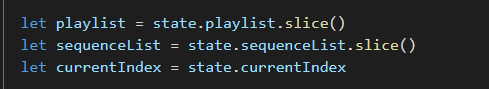 let playlist = state.playlist.slice()
let sequenceList = state.sequenceList.slice()
let currentIndex = state.currentIndex